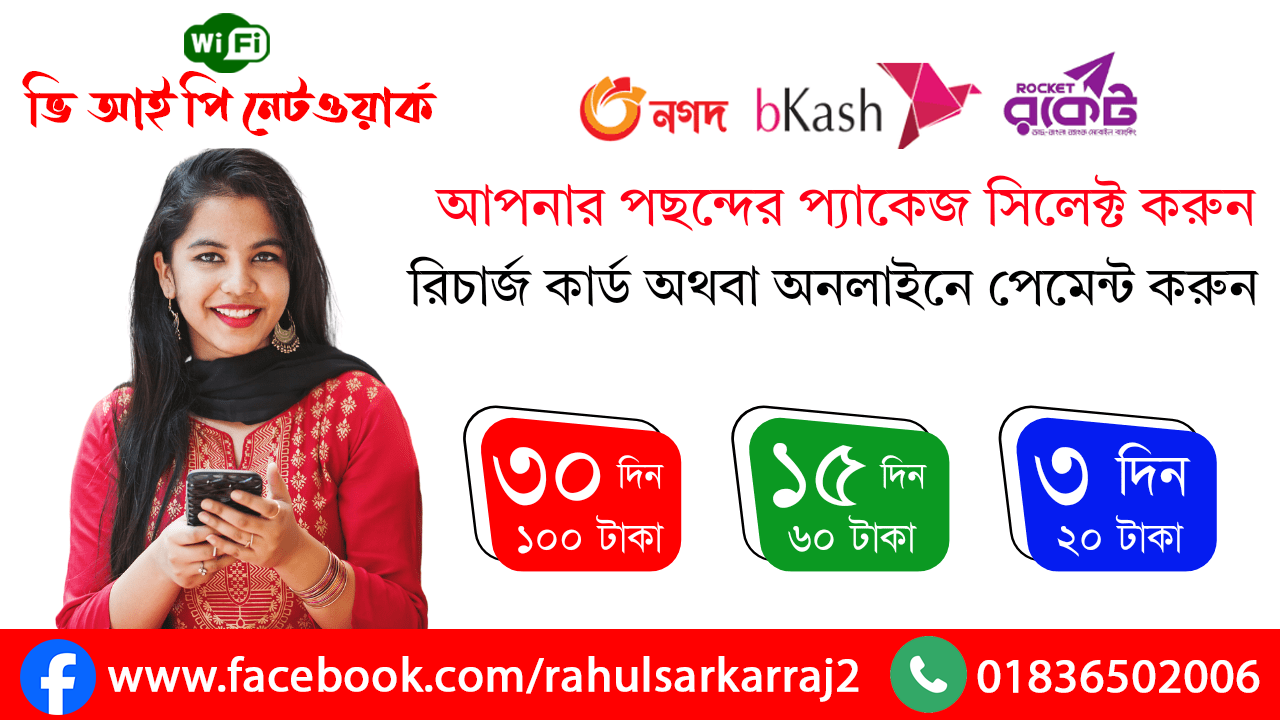 WiFi
ভি আই পি নেটওয়ার্ক
নগদ
bKash
ROCKET
রকেট
আপনার পছন্দের প্যাকেজ সিলেক্ট করুন
রিচার্জ কার্ড অথবা অনলাইনে পেমেন্ট করুন
৩০ দিন
১০০ টাকা
১৫ দিন
৬০ টাকা
৩ দিন
২০ টাকা
www.facebook.com/rahulsarkarraj2
01836502006